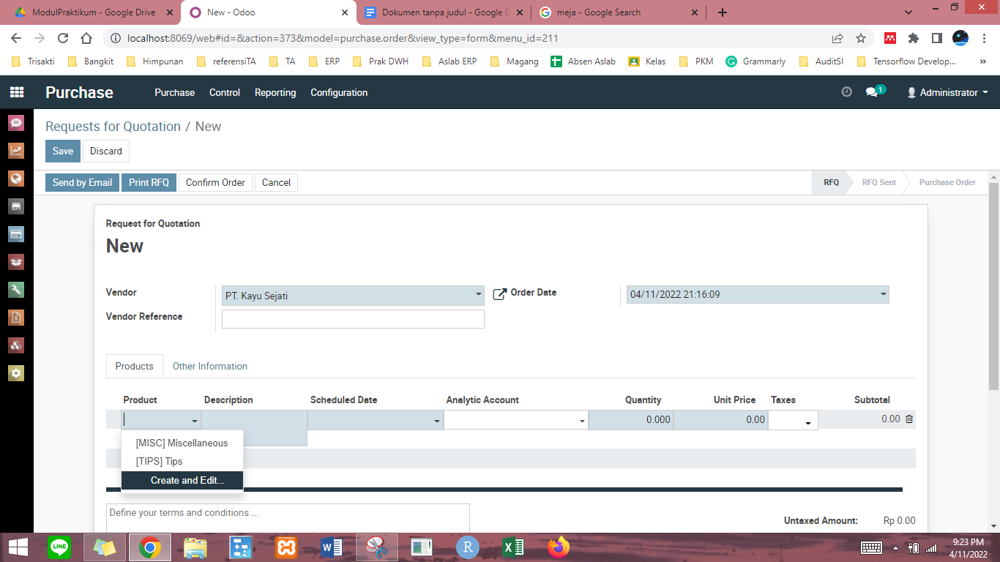 ModulPraktikum - Google Drive
New - Odoo
Dokumen tanpa judul - Google D
meja - Google Search
localhost:8069/web#id=&action=373&model=purchase.order&view_type=form&menu_id=211
Trisakti
Bangkit
Himpunan
referensiTA
TA
ERP
Prak DWH
Aslab ERP
Magang
Absen Aslab
Kelas
PKM
Grammarly
AuditSI
Tensorflow Develop...
Purchase
Purchase
Control
Reporting
Configuration
1
Administrator
Requests for Quotation / New
Save
Discard
Send by Email
Print RFQ
Confirm Order
Cancel
RFQ
RFQ Sent
Purchase Order
Request for Quotation
New
Vendor
PT. Kayu Sejati
Order Date
04/11/2022 21:16:09
Vendor Reference
Products
Other Information
Product
Description
Scheduled Date
Analytic Account
Quantity
Unit Price
Taxes
Subtotal
0.000
0.00
0.00
[MISC] Miscellaneous
[TIPS] Tips
Create and Edit...
Define your terms and conditions ...
Untaxed Amount:
Rp 0.00
LINE
R
9:23 PM
4/11/2022